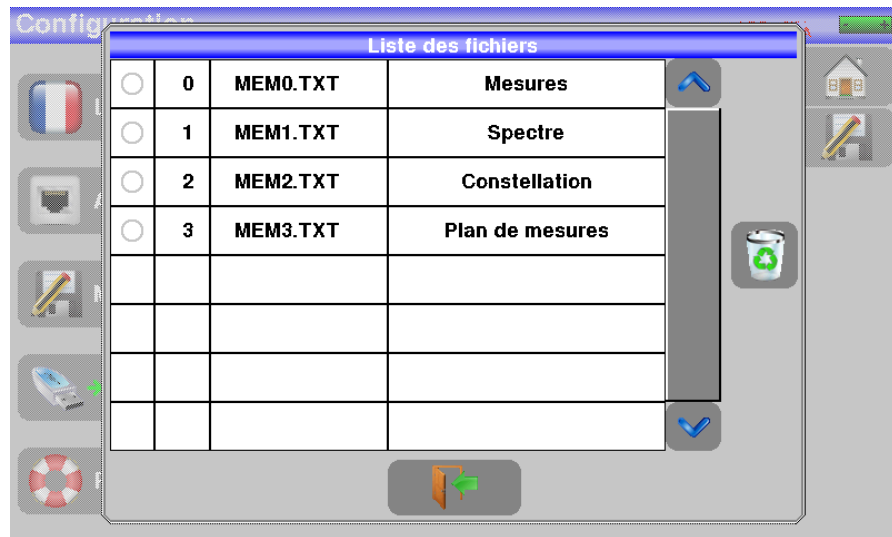 Configuration
Liste des fichiers
0 MEM0.TXT Mesures
1 MEM1.TXT Spectre
2 MEM2.TXT Constellation
3 MEM3.TXT Plan de mesures